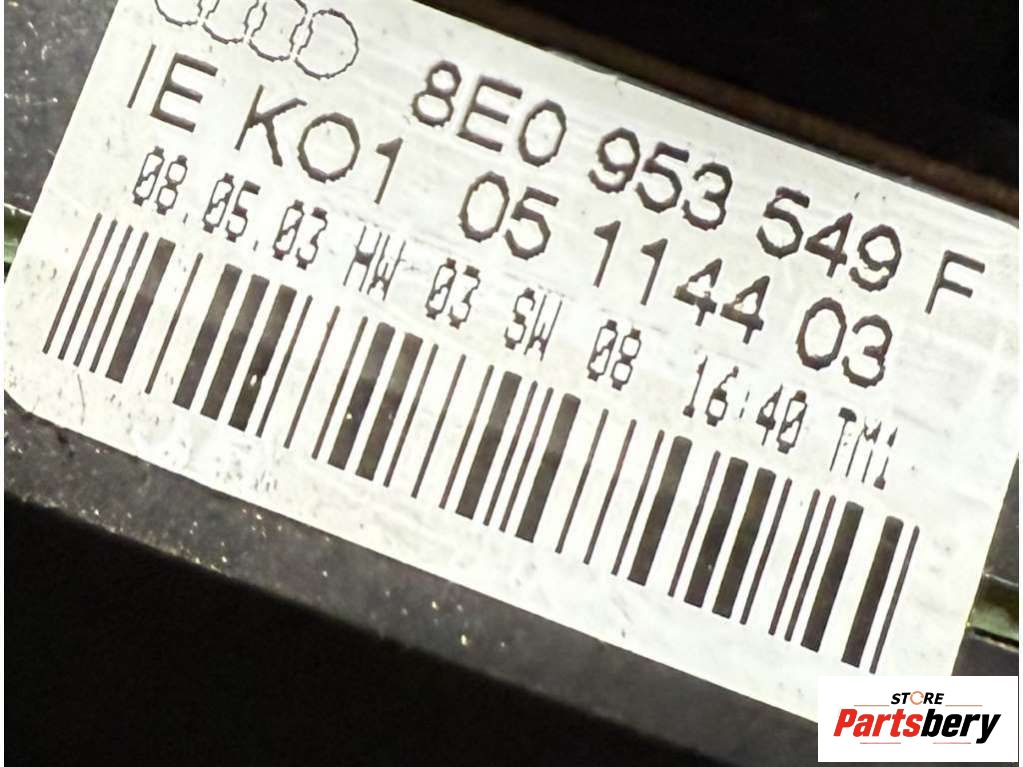 8E0 953 549 F
IE KO1 05 1144 03
08.05.03 HW 03 SW 08 16:40 TM1
STORE
Partsbery